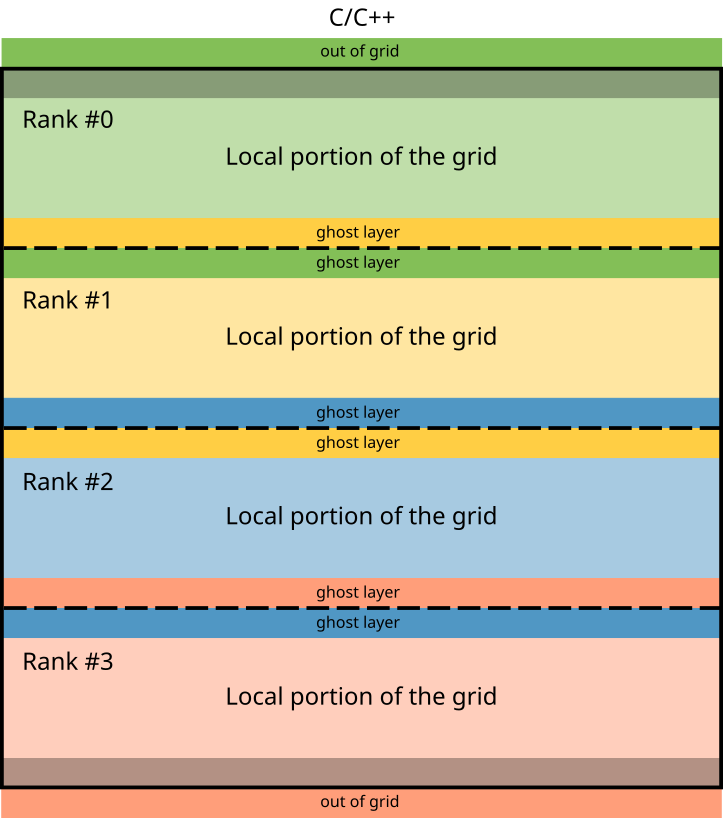 C/C++
out of grid
Rank #0
Local portion of the grid
ghost layer
ghost layer
Rank #1
Local portion of the grid
ghost layer
ghost layer
Rank #2
Local portion of the grid
ghost layer
ghost layer
Rank #3
Local portion of the grid
out of grid